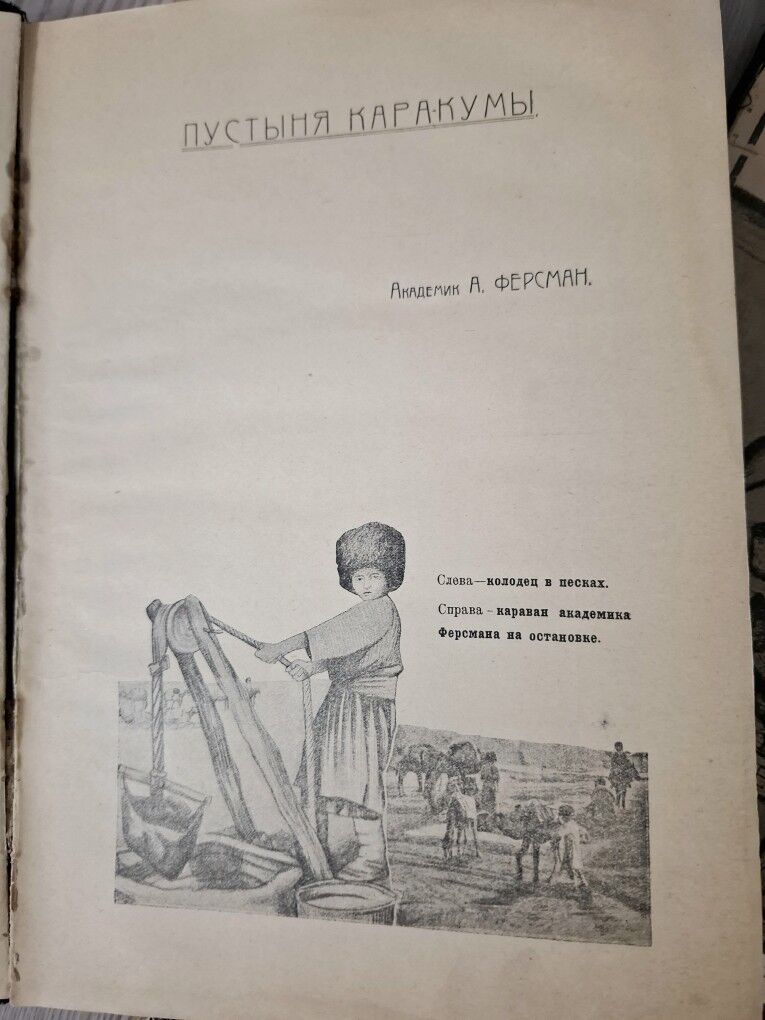 ПУСТЫНЯ КАРА-КУМЫ.
Академик А. ФЕРСМАН.
Слева—колодец в песках.
Справа – караван академика
Ферсмана на остановке.